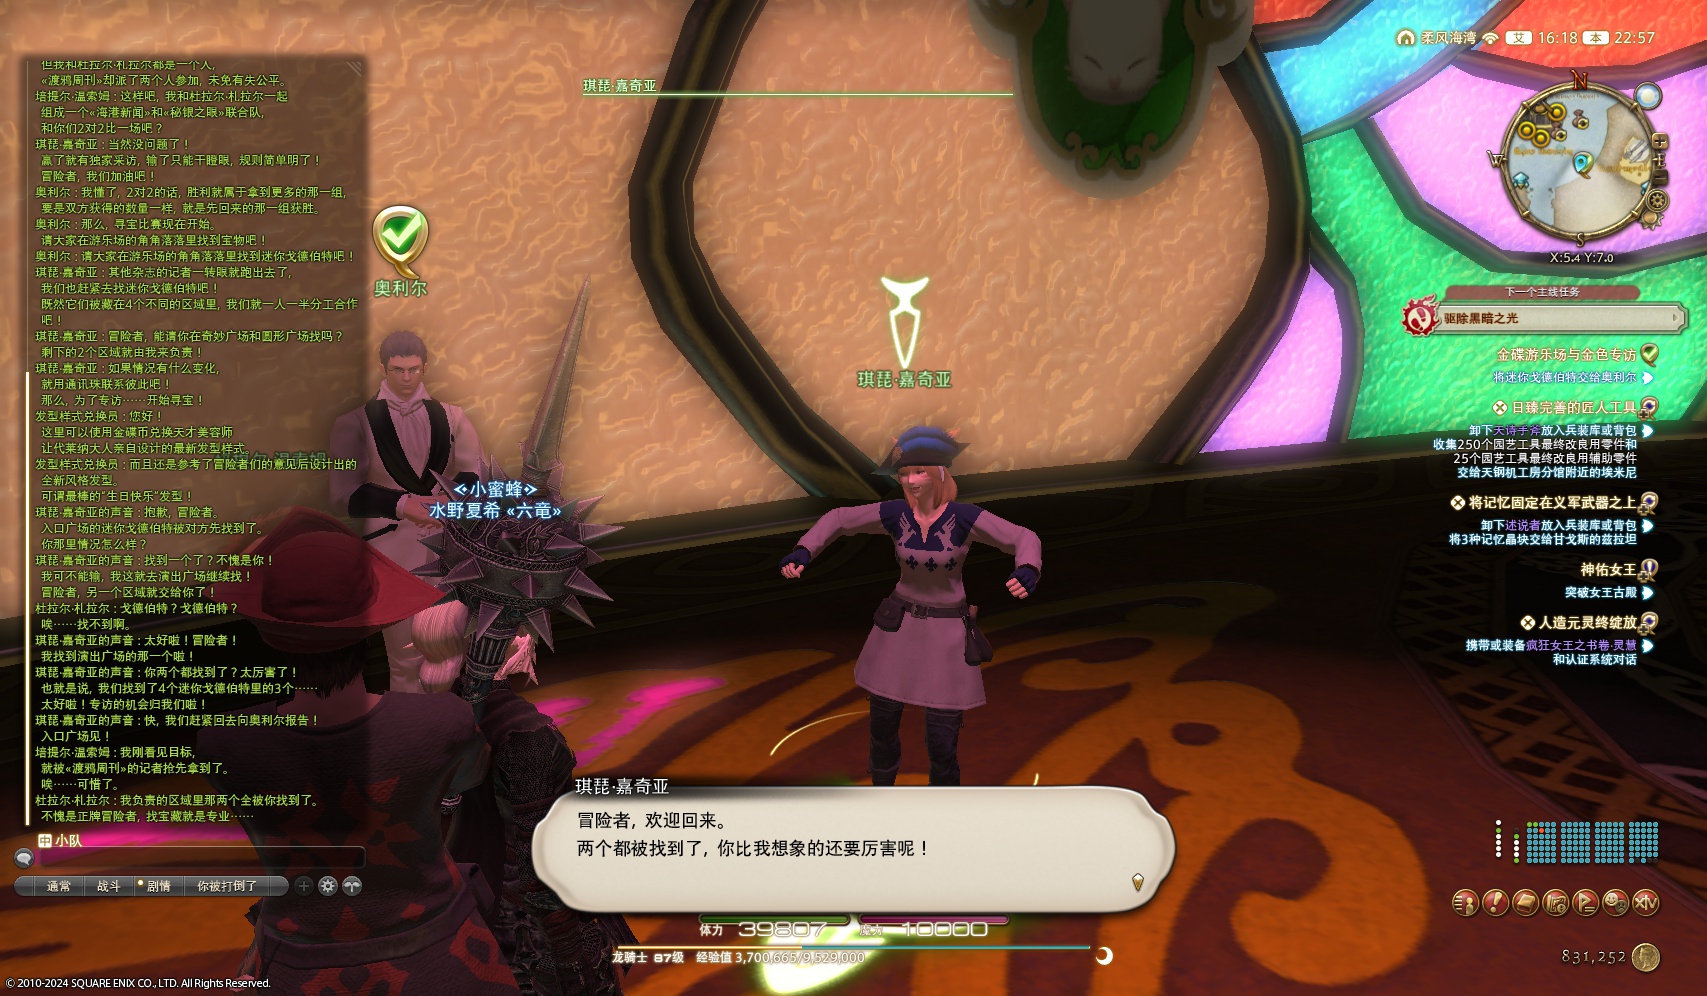 但我和杜拉尔·札拉尔都是一个人,
«渡鸦周刊»却派了两个人参加, 未免有失公平。
培提尔·温索姆 : 这样吧, 我和杜拉尔·札拉尔一起
组成一个«海港新闻»和«秘银之眼»联合队,
和你们2对2比一场吧？
琪琵·嘉奇亚 : 当然没问题了！
赢了就有独家采访, 输了只能干瞪眼, 规则简单明了！
冒险者, 我们加油吧！
奥利尔 : 我懂了, 2对2的话, 胜利就属于拿到更多的那一组,
要是双方获得的数量一样, 就是先回来的那一组获胜。
奥利尔 : 那么, 寻宝比赛现在开始。
请大家在游乐场的角角落落里找到宝物吧！
奥利尔 : 请大家在游乐场的角角落落里找到迷你戈德伯特吧！
琪琵·嘉奇亚 : 其他杂志的记者一转眼就跑出去了,
我们也赶紧去找迷你戈德伯特吧！
既然它们被藏在4个不同的区域里, 我们就一人一半分工合作
吧！
琪琵·嘉奇亚 : 冒险者, 能请你在奇妙广场和圆形广场找吗？
剩下的2个区域就由我来负责！
琪琵·嘉奇亚 : 如果情况有什么变化,
就用通讯珠联系彼此吧！
那么, 为了专访……开始寻宝！
发型样式兑换员 : 您好！
这里可以使用金碟币兑换天才美容师
让代莱纳大人亲自设计的最新发型样式。
发型样式兑换员 : 而且还是参考了冒险者们的意见后设计出的
全新风格发型。
可谓最棒的“生日快乐”发型！
琪琵·嘉奇亚的声音 : 抱歉, 冒险者。
入口广场的迷你戈德伯特被对方先找到了。
你那里情况怎么样？
琪琵·嘉奇亚的声音 : 找到一个了？不愧是你！
我可不能输, 我这就去演出广场继续找！
冒险者, 另一个区域就交给你了！
杜拉尔·札拉尔 : 戈德伯特？戈德伯特？
唉……找不到啊。
琪琵·嘉奇亚的声音 : 太好啦！冒险者！
我找到演出广场的那一个啦！
琪琵·嘉奇亚的声音 : 你两个都找到了？太厉害了！
也就是说, 我们找到了4个迷你戈德伯特里的3个……
太好啦！专访的机会归我们啦！
琪琵·嘉奇亚的声音 : 快, 我们赶紧回去向奥利尔报告！
入口广场见！
培提尔·温索姆 : 我刚看见目标,
就被«渡鸦周刊»的记者抢先拿到了。
唉……可惜了。
杜拉尔·札拉尔 : 我负责的区域里那两个全被你找到了。
不愧是正牌冒险者, 找宝藏就是专业……
中 小队
通常 战斗 剧情 你被打倒了
奥利尔
小蜜蜂
水野夏希 «六竜»
琪琵·嘉奇亚
琪琵·嘉奇亚
琪琵·嘉奇亚
冒险者, 欢迎回来。
两个都被找到了, 你比我想象的还要厉害呢！
体力 39807 魔力 10000
龙骑士 87级 经验值 3,700,665/9,529,000
柔风海湾 艾 16:18 本 22:57
N
W
E
S
X:5.4 Y:7.0
下一个主线任务
驱除黑暗之光
金碟游乐场与金色专访
将迷你戈德伯特交给奥利尔
日臻完善的匠人工具
卸下天诗手斧放入兵装库或背包
收集250个园艺工具最终改良用零件和
25个园艺工具最终改良用辅助零件
交给天钢机工房分馆附近的埃米尼
将记忆固定在义军武器之上
卸下述说者放入兵装库或背包
将3种记忆晶块交给甘戈斯的兹拉坦
神佑女王
突破女王古殿
人造元灵终绽放
携带或装备疯狂女王之书卷·灵慧
和认证系统对话
XIV
831,252
© 2010-2024 SQUARE ENIX CO., LTD. All Rights Reserved.